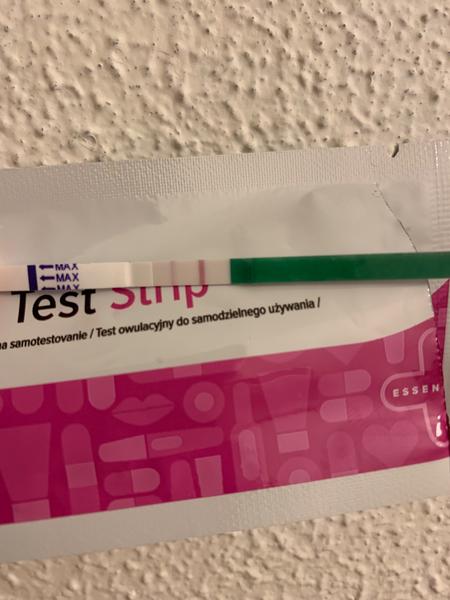 MAX
MAX
MAX
Test Strip
na samotestovanie / Test owulacyjny do samodzielnego używania /
ESSEN